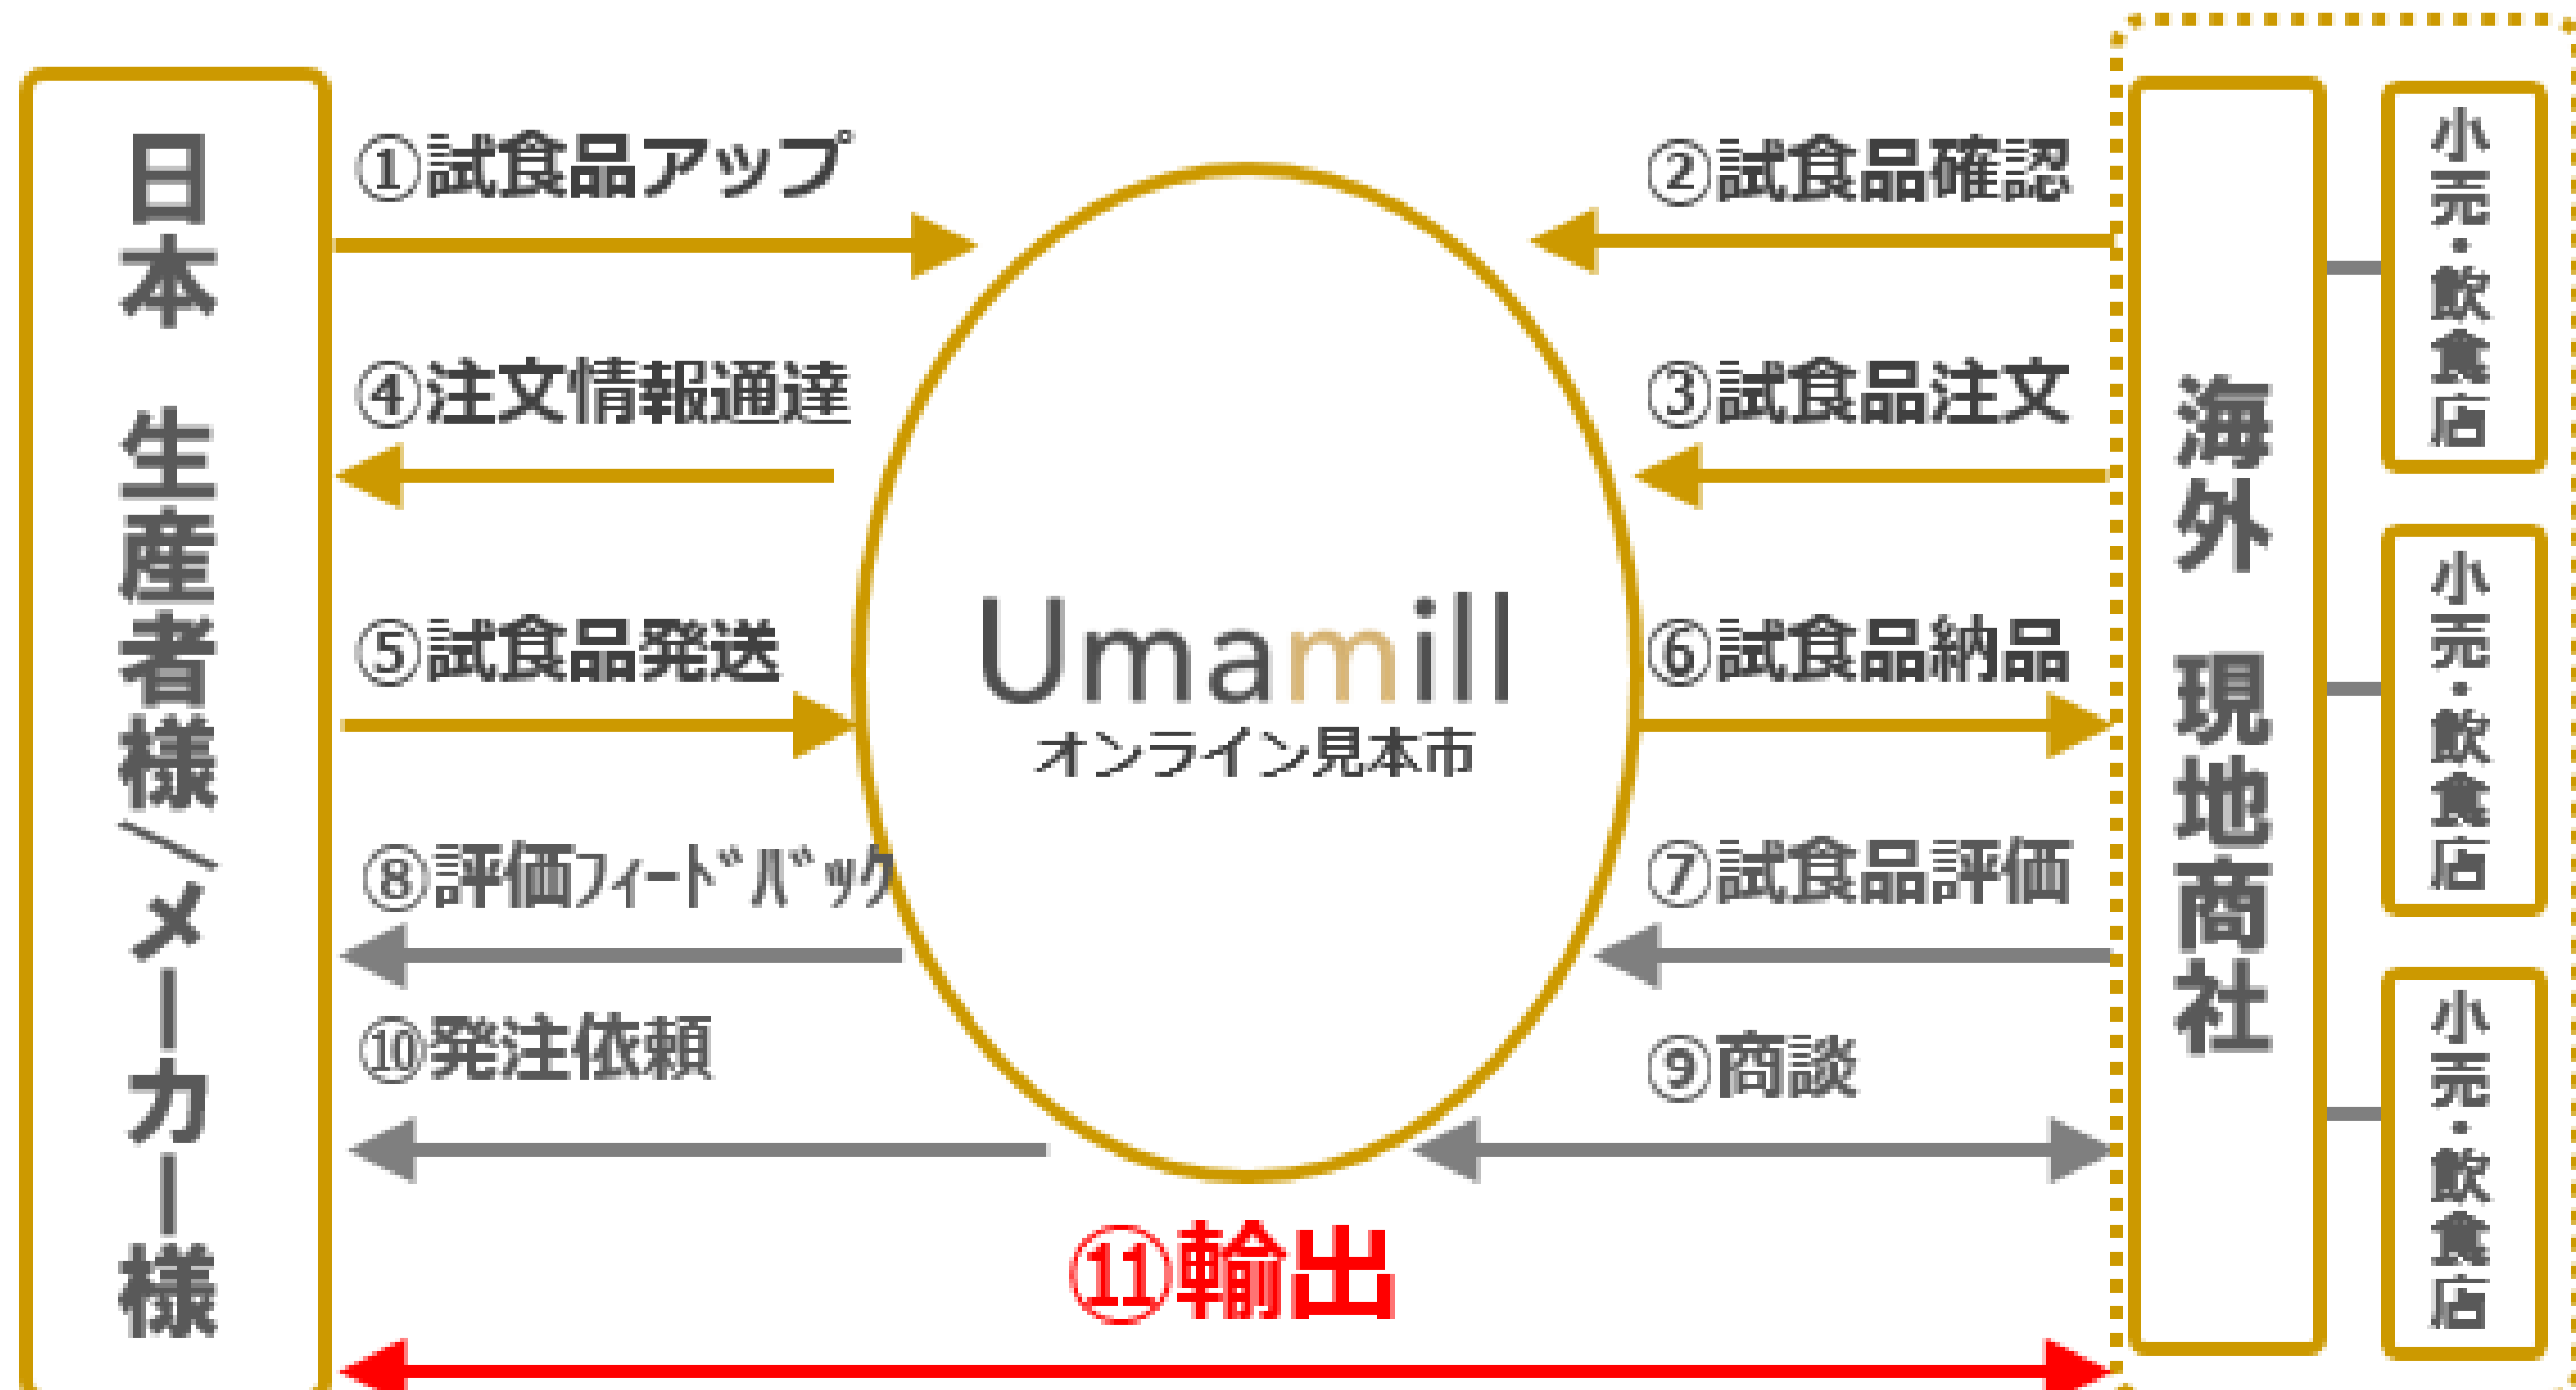 日本 生産者様/メーカー様
①試食品アップ
④注文情報通達
⑤試食品発送
⑧評価フィードバック
⑩発注依頼
Umamill
オンライン見本市
②試食品確認
③試食品注文
⑥試食品納品
⑦試食品評価
⑨商談
⑪輸出
海外 現地商社
小売・飲食店
小売・飲食店
小売・飲食店